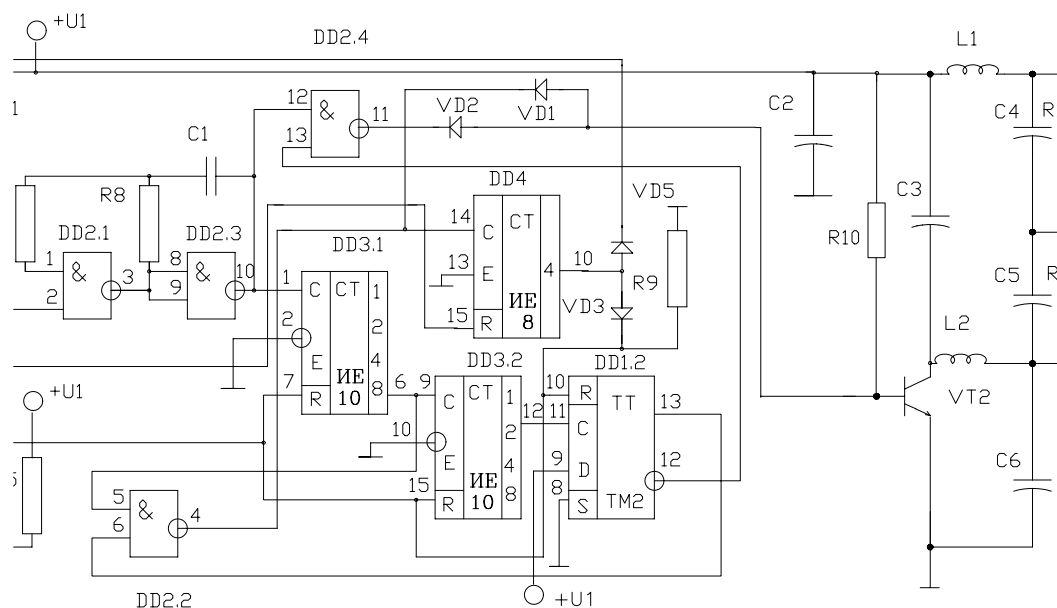 +U1
DD2.4
L1
1
12
&
11
13
VD2
VD1
C2
C4
R
C1
R8
DD4
VD5
C3
14
C
CT
DD2.1
DD2.3
DD3.1
R10
1
&
3
8
&
10
9
2
1
C
CT
1
13
E
4
10
R9
C5
R
2
2
VD3
15
R
ИЕ
8
L2
E
4
DD3.2
DD1.2
7
R
ИЕ
10
8
6
9
C
CT
1
10
R
TT
13
VT2
+U1
12
11
C
2
10
E
4
9
D
12
C6
5
15
R
ИЕ
10
8
8
S
TM2
5
&
4
6
DD2.2
+U1